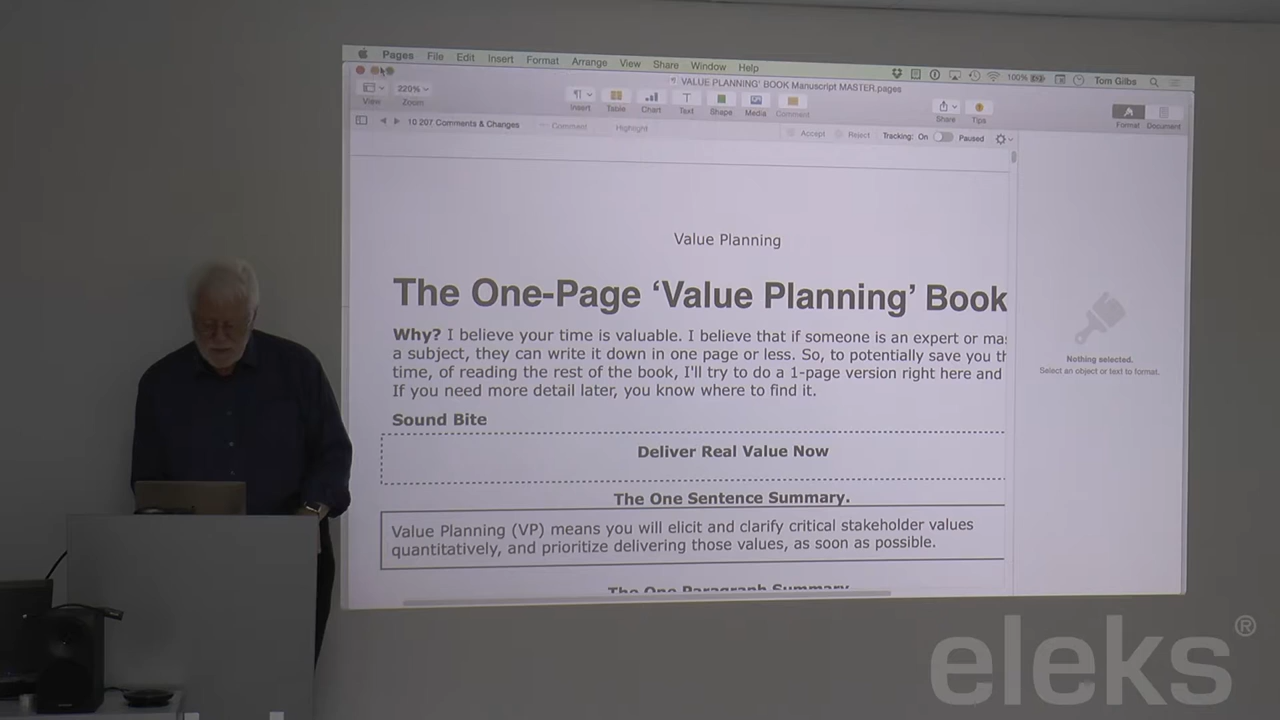 Pages File Edit Insert Format Arrange View Share Window Help 100% Tom Gilbs
VALUE PLANNING' BOOK Manuscript MASTER.pages
220%
View Zoom Insert Table Chart Text Shape Media Comment Share Tips Format Document
10 207 Comments & Changes Comment Highlight Accept Reject Tracking: On Paused
Value Planning
The One-Page ‘Value Planning’ Book
Why? I believe your time is valuable. I believe that if someone is an expert or ma
a subject, they can write it down in one page or less. So, to potentially save you th
time, of reading the rest of the book, I'll try to do a 1-page version right here and
If you need more detail later, you know where to find it.
Nothing selected.
Select an object or text to format.
Sound Bite
Deliver Real Value Now
The One Sentence Summary.
Value Planning (VP) means you will elicit and clarify critical stakeholder values
quantitatively, and prioritize delivering those values, as soon as possible.
The One Paragraph Summary
eleks®